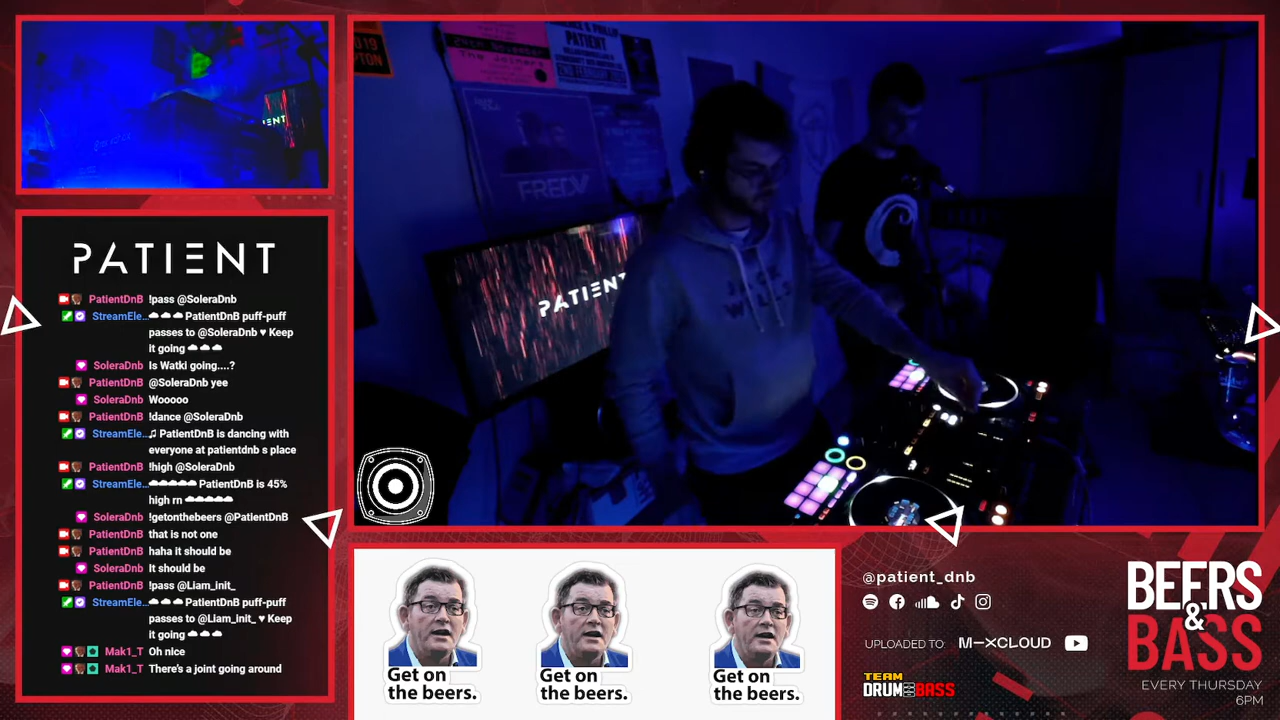 PATIENT
PatientDnB !pass @SoleraDnb
StreamEle... PatientDnB puff-puff
passes to @SoleraDnb ♥ Keep
it going
SoleraDnb Is Watki going....?
PatientDnB @SoleraDnb yee
SoleraDnb Wooooo
PatientDnB !dance @SoleraDnb
StreamEle... ♫ PatientDnB is dancing with
everyone at patientdnb s place
PatientDnB !high @SoleraDnb
StreamEle... PatientDnB is 45%
high rn
SoleraDnb !getonthebeers @PatientDnB
PatientDnb that is not one
PatientDnb haha it should be
SoleraDnb It should be
PatientDnB !pass @Liam_init_
StreamEle... PatientDnB puff-puff
passes to @Liam_init_ ♥ Keep
it going
Mak1_T Oh nice
Mak1_T There's a joint going around
PATIENT
FRED V
PATIENT
Get on
the beers.
Get on
the beers.
Get on
the beers.
@patient_dnb
UPLOADED TO: M-XCLOUD
TEAM
DRUM AND BASS
BEERS
&
BASS
EVERY THURSDAY
6PM